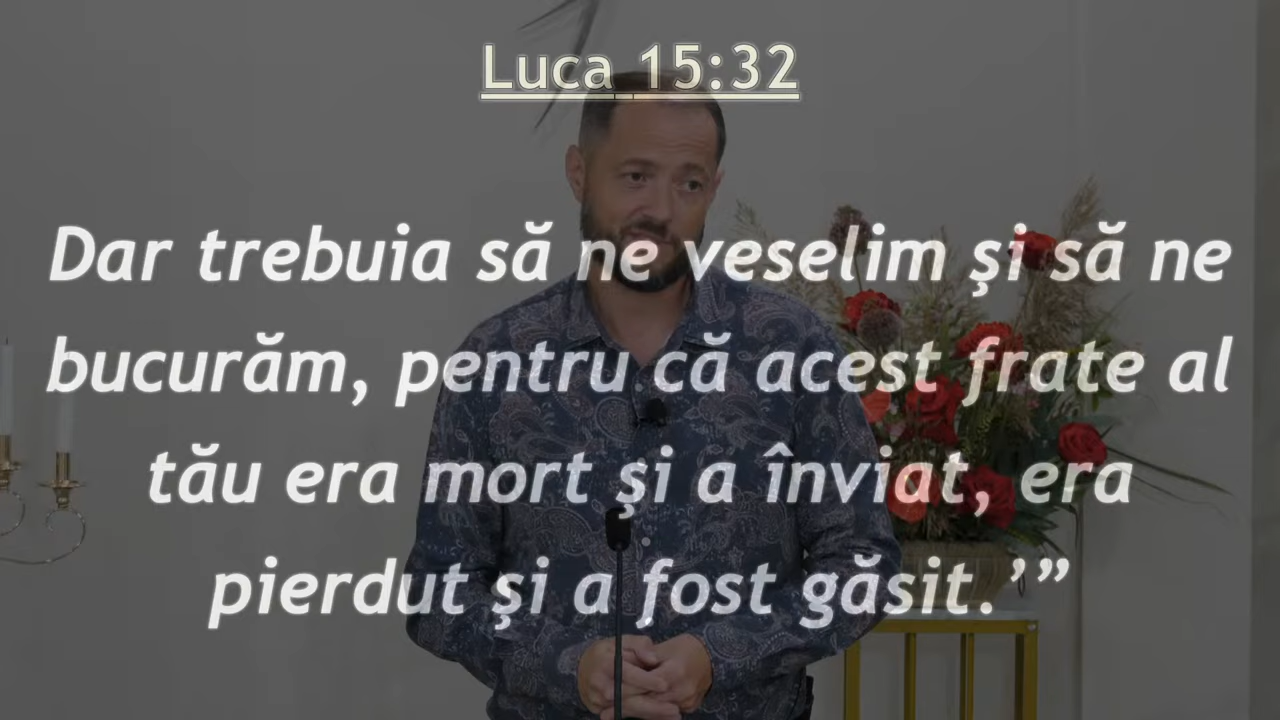 Luca 15:32
Dar trebuia să ne veselim şi să ne
bucurăm, pentru că acest frate al
tău era mort şi a înviat, era
pierdut şi a fost găsit.’”